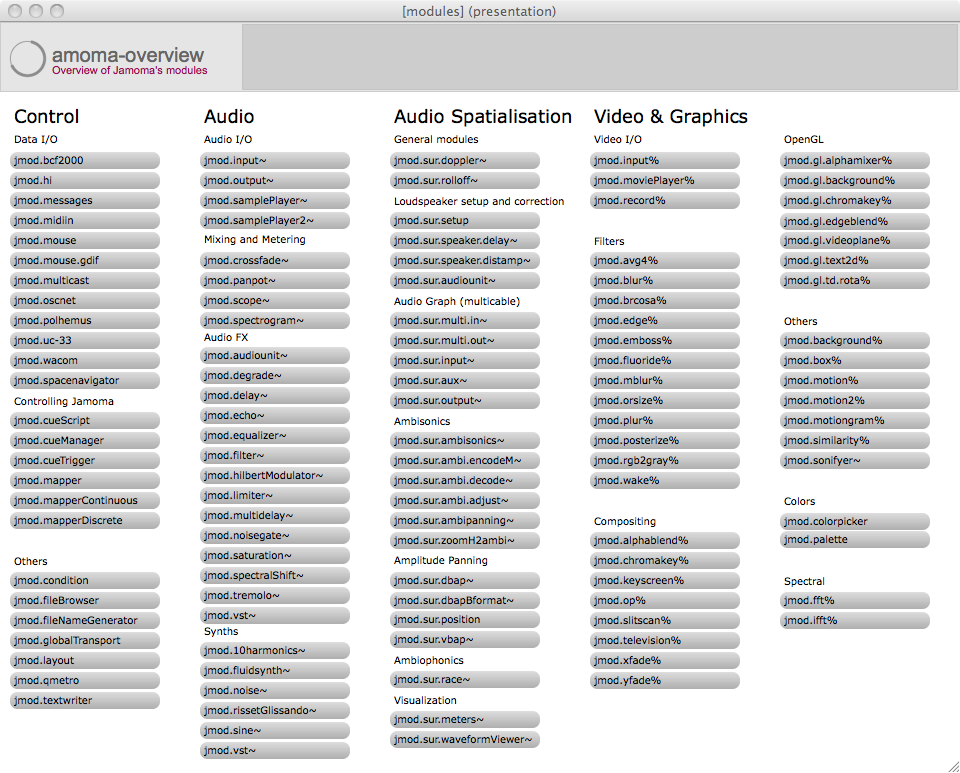 [modules] (presentation)
amoma-overview
Overview of Jamoma's modules
Control
Data I/O
jmod.bcf2000
jmod.hi
jmod.messages
jmod.midiin
jmod.mouse
jmod.mouse.gdif
jmod.multicast
jmod.oscnet
jmod.polhemus
jmod.uc-33
jmod.wacom
jmod.spacenavigator
Controlling Jamoma
jmod.cueScript
jmod.cueManager
jmod.cueTrigger
jmod.mapper
jmod.mapperContinuous
jmod.mapperDiscrete
Others
jmod.condition
jmod.fileBrowser
jmod.fileNameGenerator
jmod.globalTransport
jmod.layout
jmod.qmetro
jmod.textwriter
Audio
Audio I/O
jmod.input~
jmod.output~
jmod.samplePlayer~
jmod.samplePlayer2~
Mixing and Metering
jmod.crossfade~
jmod.panpot~
jmod.scope~
jmod.spectrogram~
Audio FX
jmod.audiounit~
jmod.degrade~
jmod.delay~
jmod.echo~
jmod.equalizer~
jmod.filter~
jmod.hilbertModulator~
jmod.limiter~
jmod.multidelay~
jmod.noisegate~
jmod.saturation~
jmod.spectralShift~
jmod.tremolo~
jmod.vst~
Synths
jmod.10harmonics~
jmod.fluidsynth~
jmod.noise~
jmod.rissetGlissando~
jmod.sine~
jmod.vst~
Audio Spatialisation
General modules
jmod.sur.doppler~
jmod.sur.rolloff~
Loudspeaker setup and correction
jmod.sur.setup
jmod.sur.speaker.delay~
jmod.sur.speaker.distamp~
jmod.sur.audiounit~
Audio Graph (multicable)
jmod.sur.multi.in~
jmod.sur.multi.out~
jmod.sur.input~
jmod.sur.aux~
jmod.sur.output~
Ambisonics
jmod.sur.ambisonics~
jmod.sur.ambi.encodeM~
jmod.sur.ambi.decode~
jmod.sur.ambi.adjust~
jmod.sur.ambipanning~
jmod.sur.zoomH2ambi~
Amplitude Panning
jmod.sur.dbap~
jmod.sur.dbapBformat~
jmod.sur.position
jmod.sur.vbap~
Ambiophonics
jmod.sur.race~
Visualization
jmod.sur.meters~
jmod.sur.waveformViewer~
Video & Graphics
Video I/O
jmod.input%
jmod.moviePlayer%
jmod.record%
Filters
jmod.avg4%
jmod.blur%
jmod.brcosa%
jmod.edge%
jmod.emboss%
jmod.fluoride%
jmod.mblur%
jmod.orsize%
jmod.plur%
jmod.posterize%
jmod.rgb2gray%
jmod.wake%
Compositing
jmod.alphablend%
jmod.chromakey%
jmod.keyscreen%
jmod.op%
jmod.slitscan%
jmod.television%
jmod.xfade%
jmod.yfade%
OpenGL
jmod.gl.alphamixer%
jmod.gl.background%
jmod.gl.chromakey%
jmod.gl.edgeblend%
jmod.gl.videoplane%
jmod.gl.text2d%
jmod.gl.td.rota%
Others
jmod.background%
jmod.box%
jmod.motion%
jmod.motion2%
jmod.motiongram%
jmod.similarity%
jmod.sonifyer~
Colors
jmod.colorpicker
jmod.palette
Spectral
jmod.fft%
jmod.ifft%